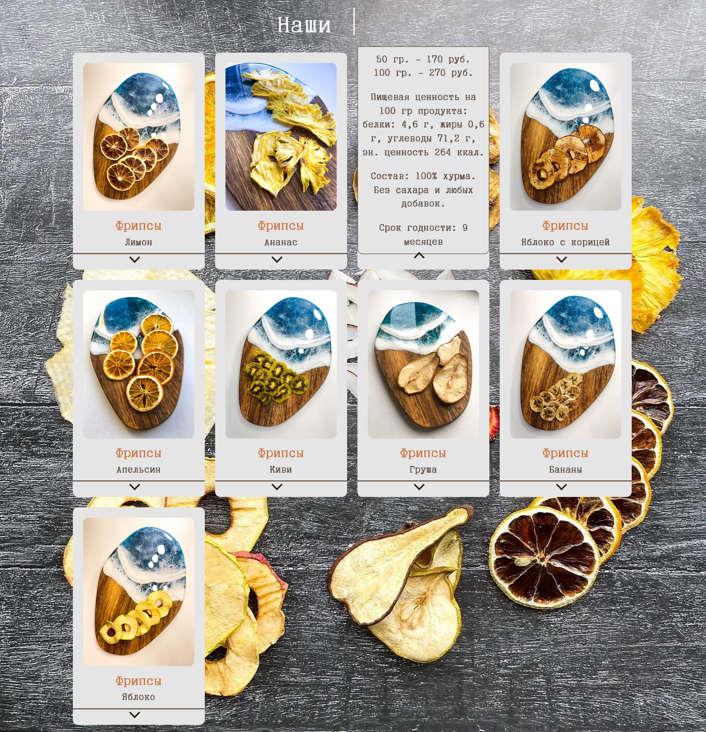 Наши
Фрипсы
Лимон
Фрипсы
Ананас
50 гр. - 170 руб.
100 гр. - 270 руб.
Пищевая ценность на
100 гр продукта:
белки: 4,6 г, жиры 0,6
г, углеводы 71,2 г,
эн. ценность 264 ккал.
Состав: 100% хурма.
Без сахара и любых
добавок.
Срок годности: 9
месяцев
Фрипсы
Яблоко с корицей
Фрипсы
Апельсин
Фрипсы
Киви
Фрипсы
Груша
Фрипсы
Бананы
Фрипсы
Яблоко